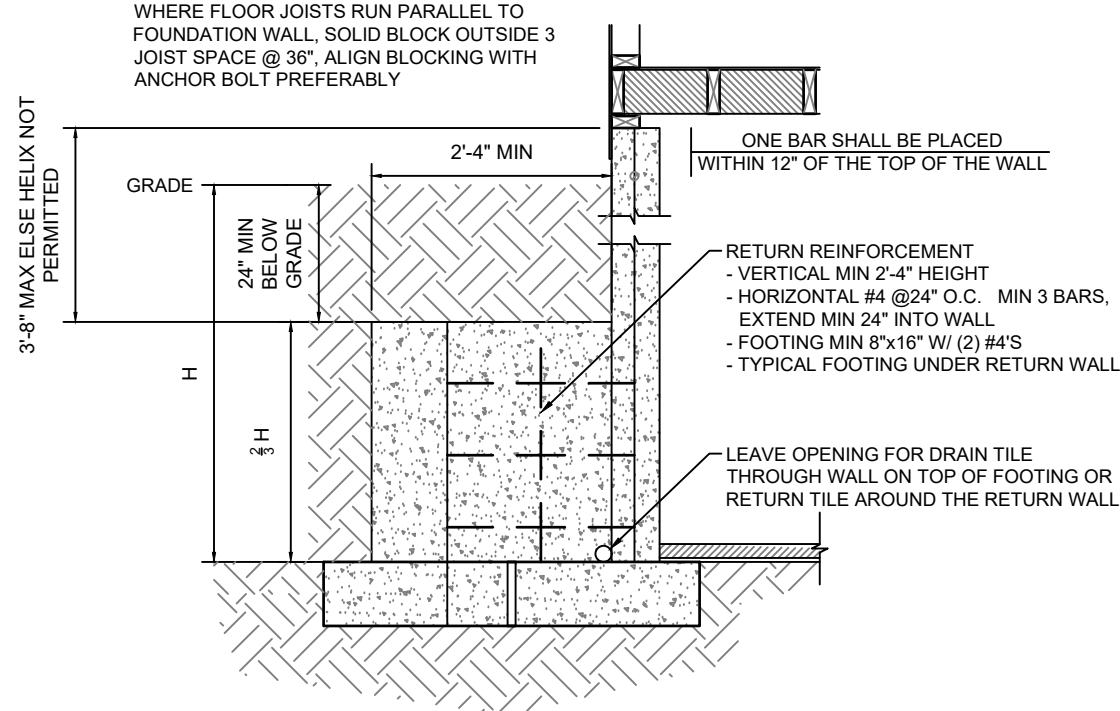 WHERE FLOOR JOISTS RUN PARALLEL TO
FOUNDATION WALL, SOLID BLOCK OUTSIDE 3
JOIST SPACE @ 36", ALIGN BLOCKING WITH
ANCHOR BOLT PREFERABLY
3'-8" MAX ELSE HELIX NOT
PERMITTED
GRADE
2'-4" MIN
24" MIN
BELOW
GRADE
H
2/3 H
ONE BAR SHALL BE PLACED
WITHIN 12" OF THE TOP OF THE WALL
RETURN REINFORCEMENT
- VERTICAL MIN 2'-4" HEIGHT
- HORIZONTAL #4 @24" O.C. MIN 3 BARS,
EXTEND MIN 24" INTO WALL
- FOOTING MIN 8"x16" W/ (2) #4'S
- TYPICAL FOOTING UNDER RETURN WALL
LEAVE OPENING FOR DRAIN TILE
THROUGH WALL ON TOP OF FOOTING OR
RETURN TILE AROUND THE RETURN WALL